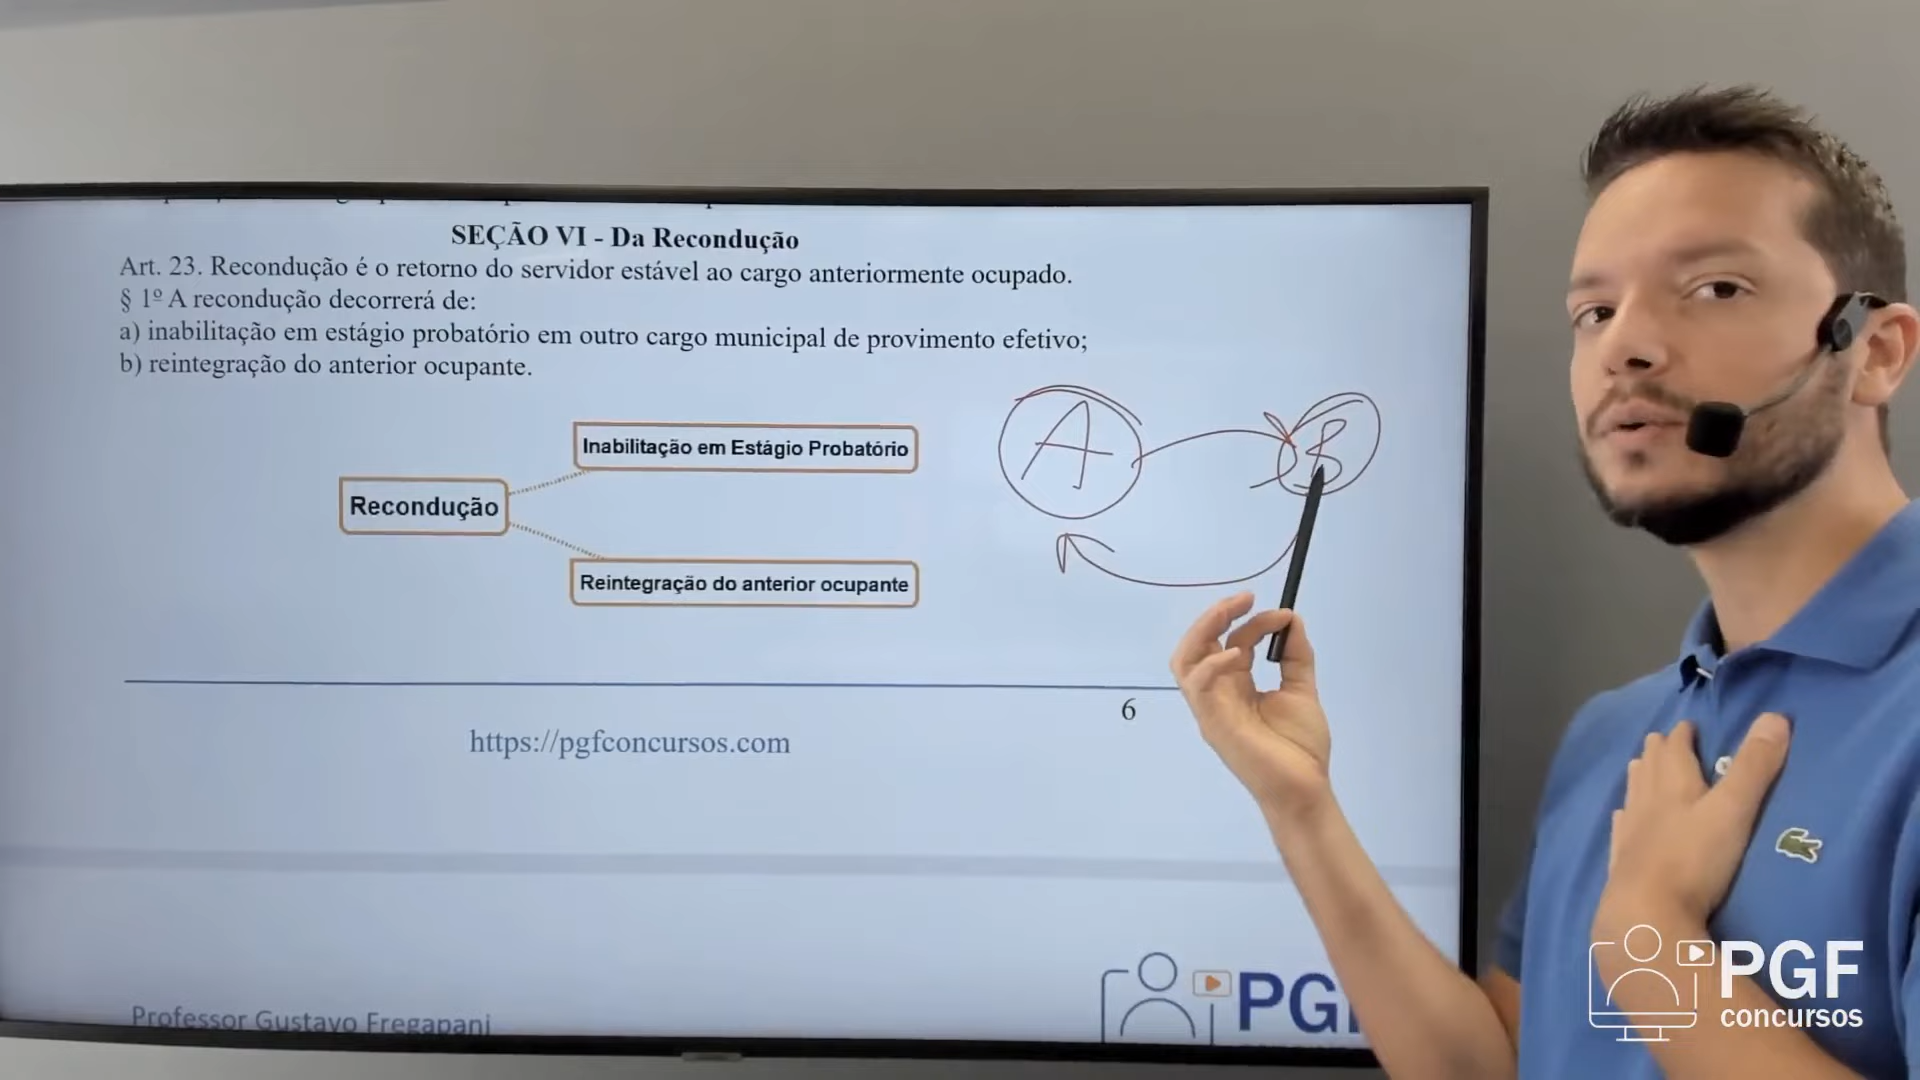 SEÇÃO VI - Da Recondução
Art. 23. Recondução é o retorno do servidor estável ao cargo anteriormente ocupado.
§ 1º A recondução decorrerá de:
a) inabilitação em estágio probatório em outro cargo municipal de provimento efetivo;
b) reintegração do anterior ocupante.
Inabilitação em Estágio Probatório
A
B
Recondução
Reintegração do anterior ocupante
6
https://pgfconcursos.com
Professor Gustavo Fregapani
PG
PGF
concursos